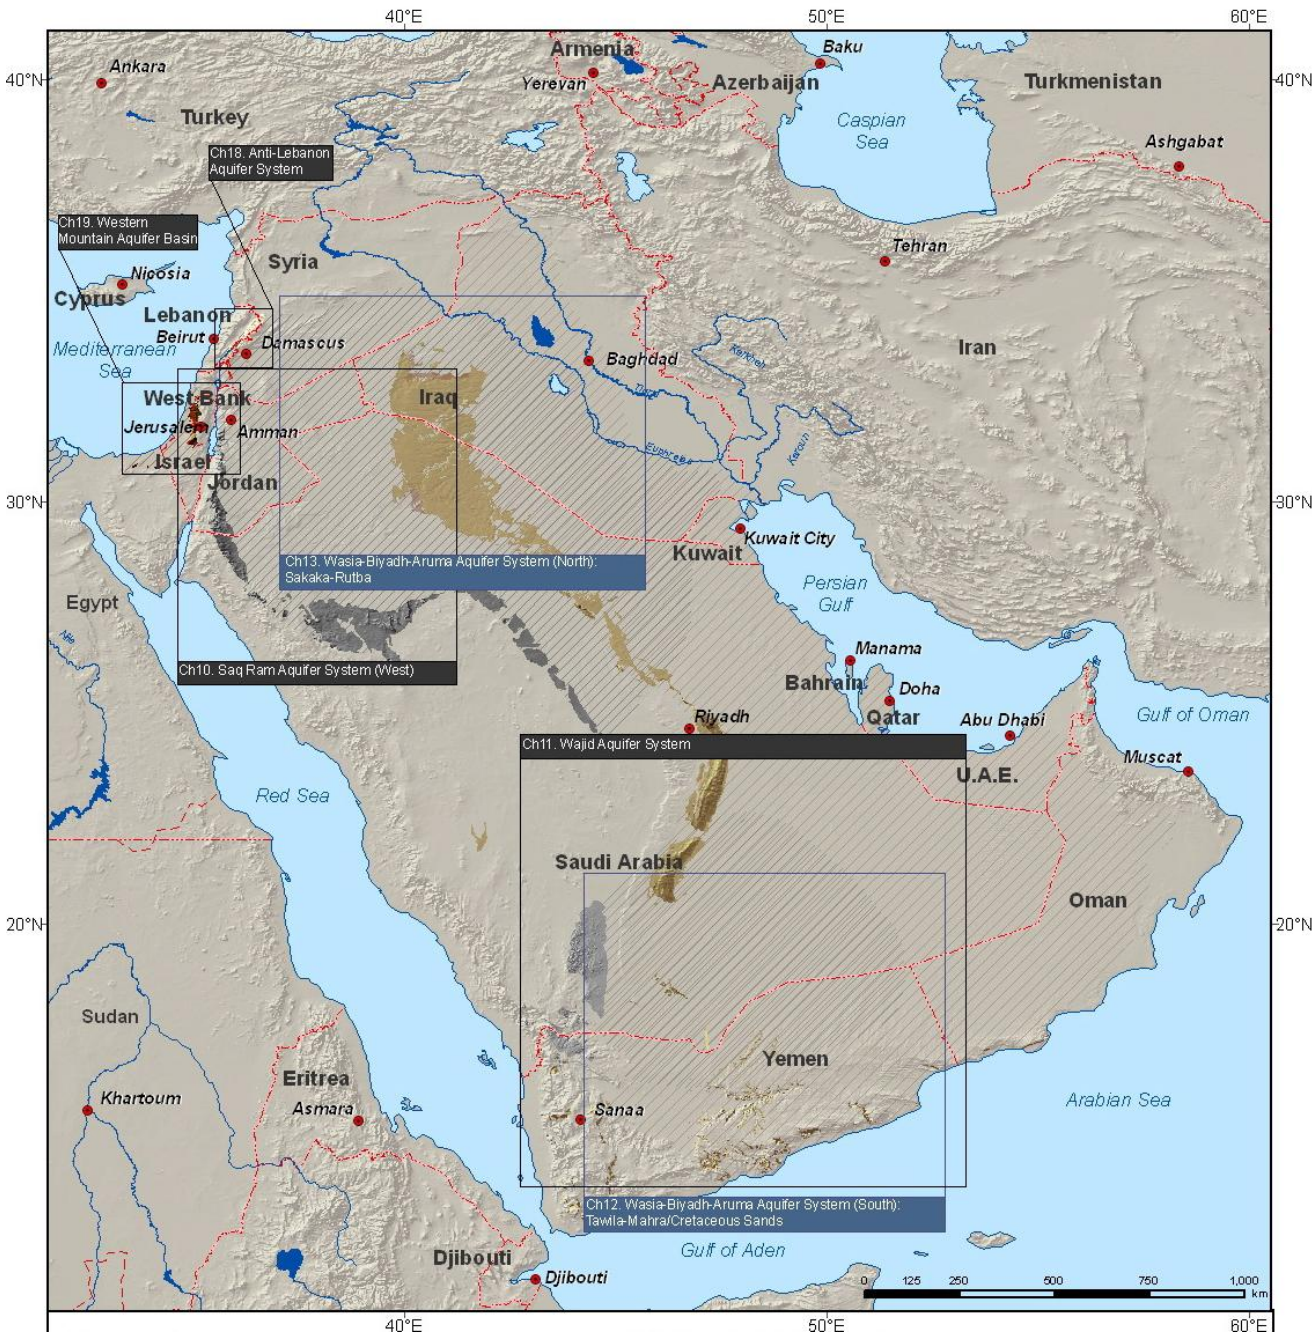 40°E 50°E 60°E
Armenia
Baku
Ankara
40°N
Yerevan
Azerbaijan
Turkmenistan
40°N
Turkey
Caspian
Sea
Ashgabat
Ch18. Anti-Lebanon
Aquifer System
Ch19. Western
Mountain Aquifer Basin
Tehran
Syria
Nicosia
Cyprus
Lebanon
Beirut
Damascus
Mediterranean
Sea
Baghdad
Iran
Karkheh
Tigris
West Bank
Iraq
Jerusalem
Amman
Euphrates
Karoun
Israel
Jordan
30°N
30°N
Kuwait
Kuwait City
Ch13. Wasia-Biyadh-Aruma Aquifer System (North):
Sakaka-Rutba
Persian
Gulf
Egypt
Nile
Manama
Ch10. Saq Ram Aquifer System (West)
Bahrain
Doha
Qatar
Riyadh
Abu Dhabi
Gulf of Oman
Ch11. Wajid Aquifer System
Muscat
U.A.E.
Red Sea
Saudi Arabia
Oman
20°N
20°N
Sudan
Yemen
Eritrea
Khartoum
Asmara
Sanaa
Arabian Sea
Ch12. Wasia-Biyadh-Aruma Aquifer System (South):
Tawila-Mahra/Cretaceous Sands
Djibouti
Gulf of Aden
Djibouti
0 125 250 500 750 1,000
km
40°E 50°E 60°E